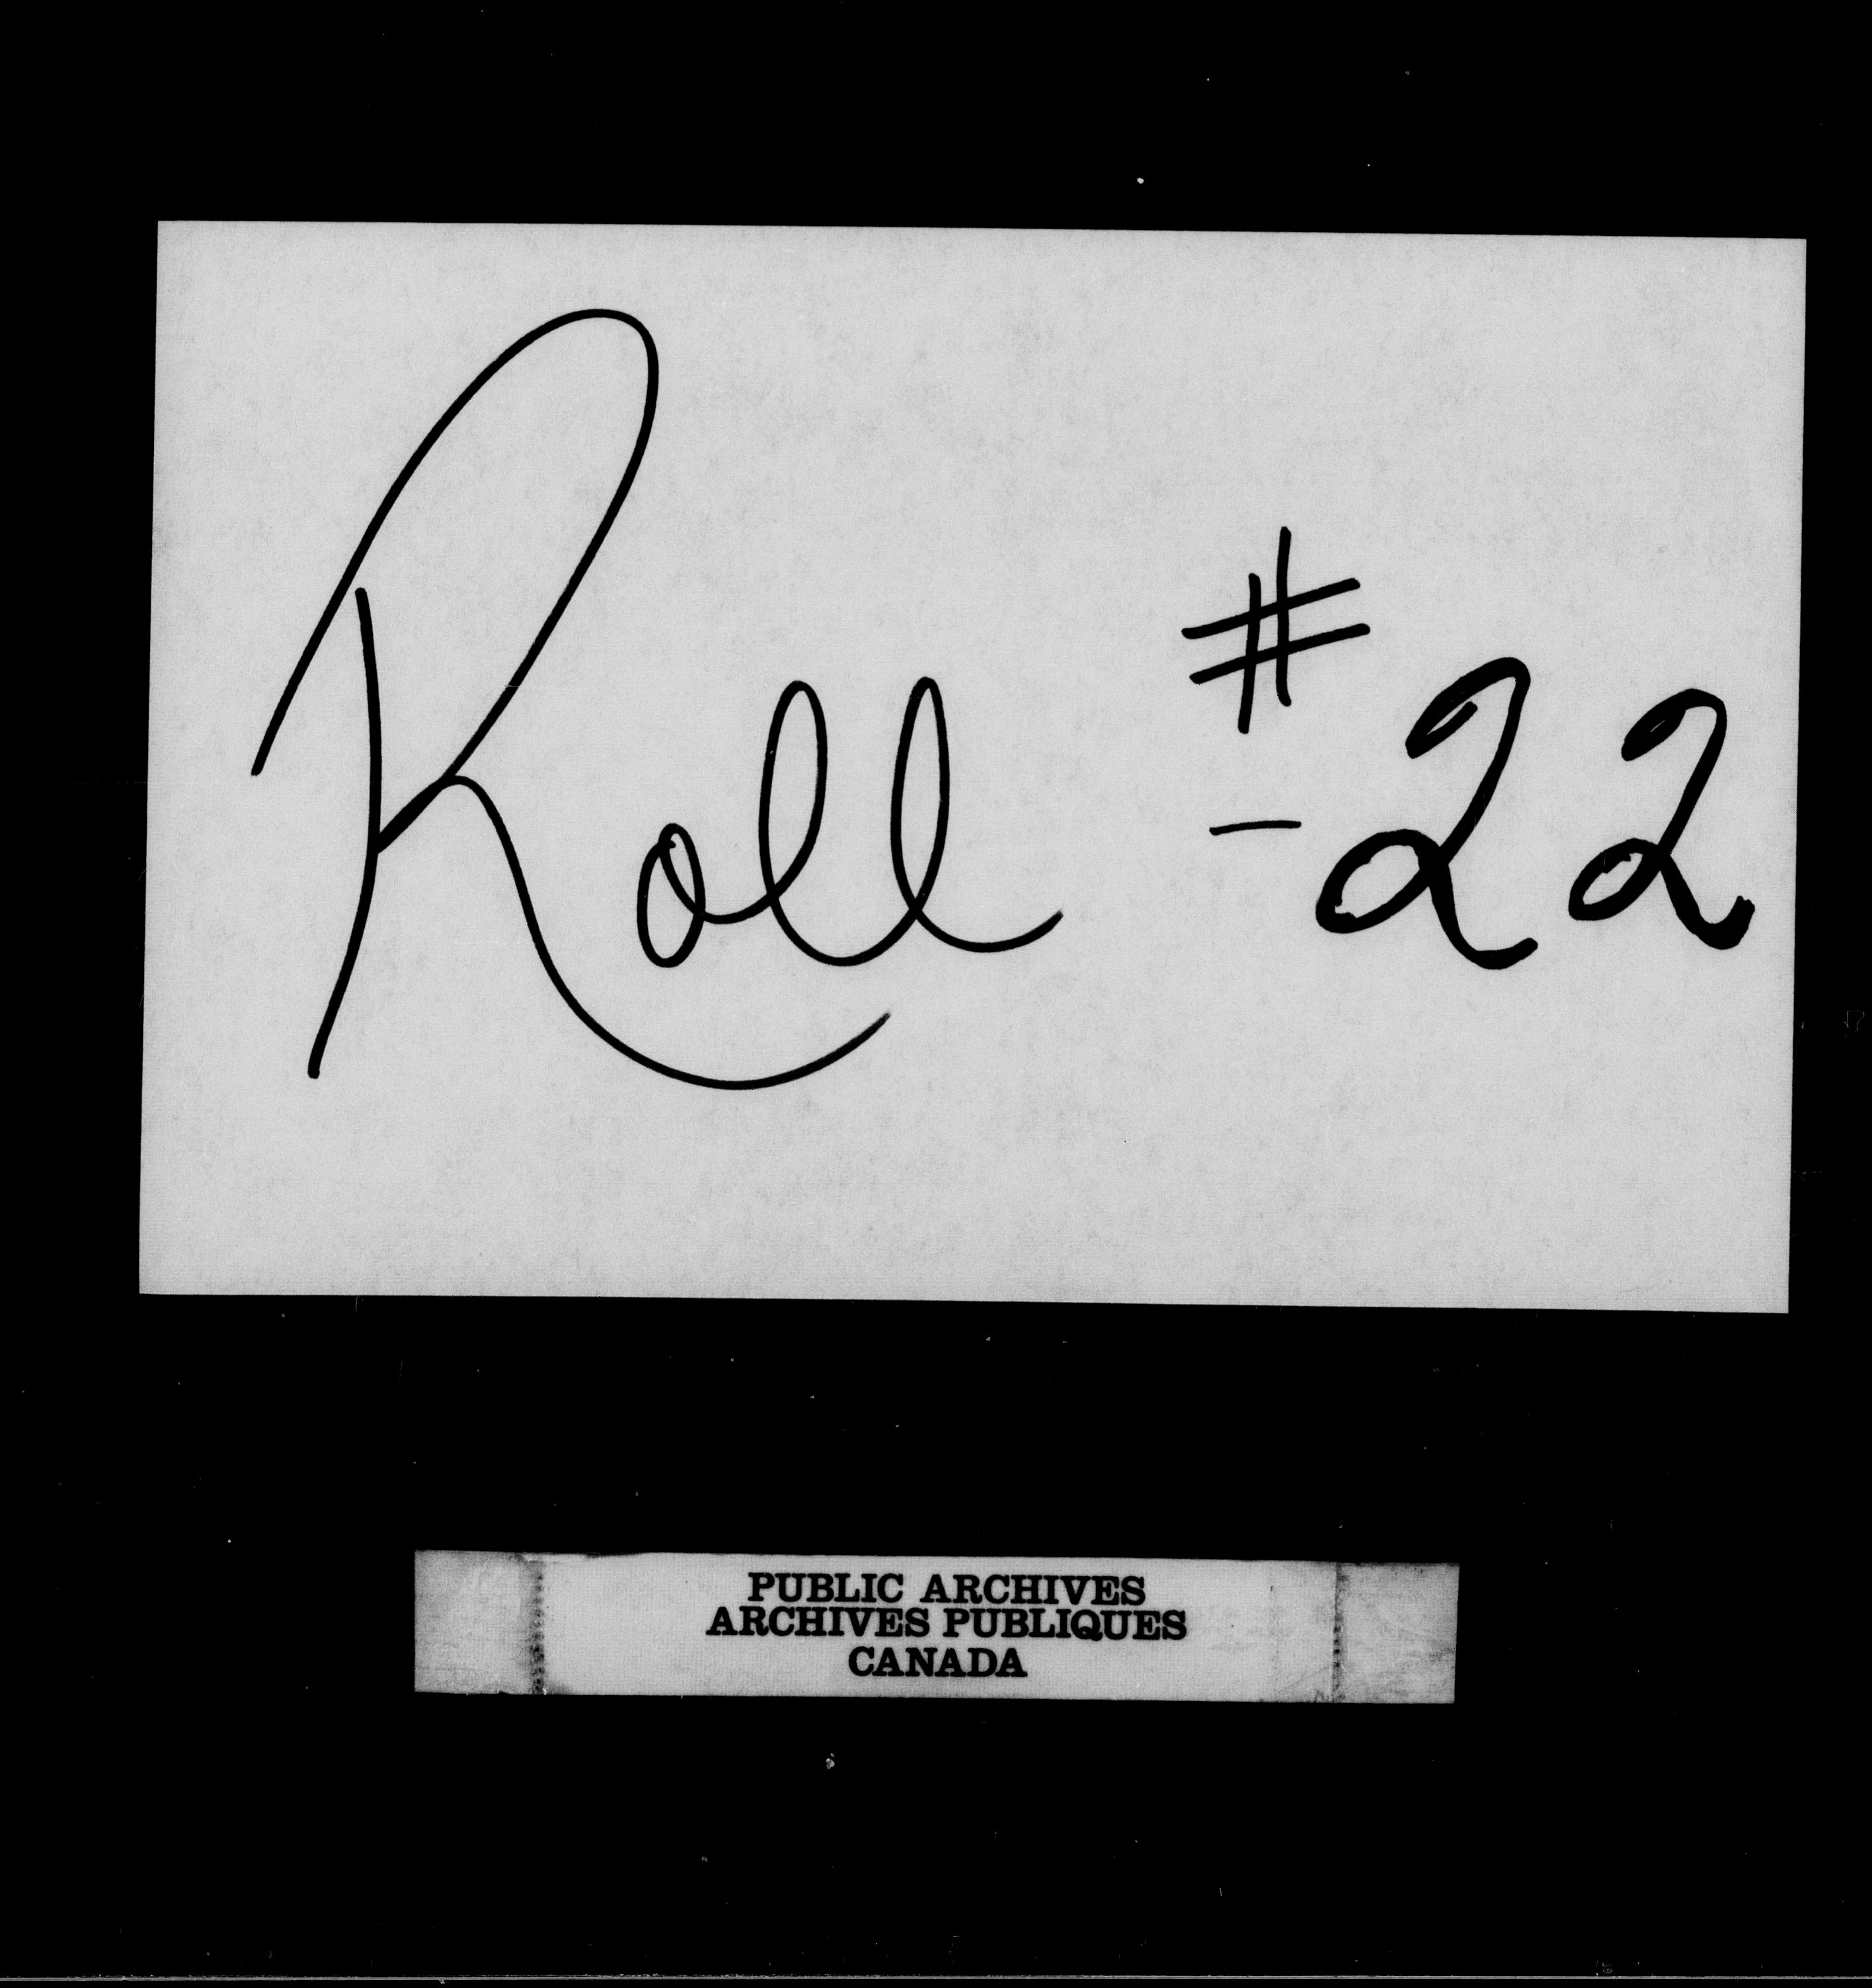 Roll # 22
PUBLIC ARCHIVES
ARCHIVES PUBLIQUES
CANADA